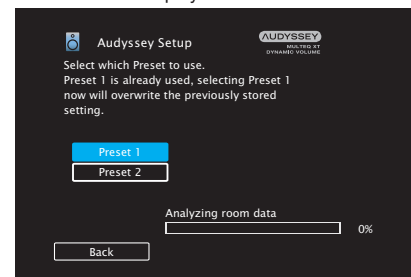 Audyssey Setup
AUDYSSEY
MULTEQ XT
DYNAMIC VOLUME
Select which Preset to use.
Preset 1 is already used, selecting Preset 1
now will overwrite the previously stored
setting.
Preset 1
Preset 2
Analyzing room data
0%
Back